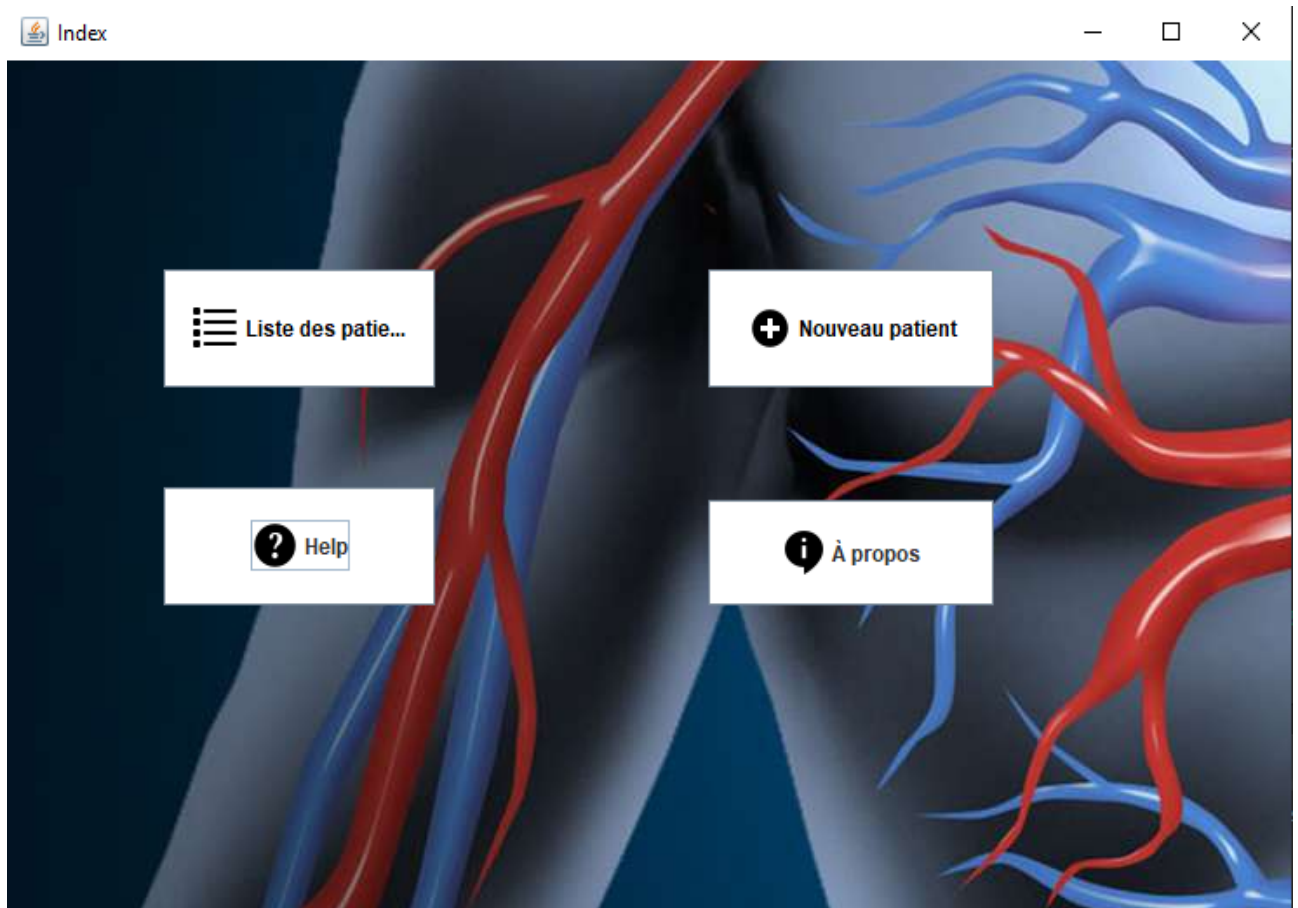 Index
Liste des patie...
Nouveau patient
Help
À propos